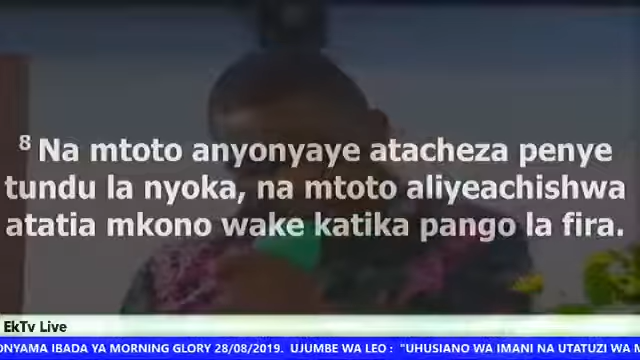 8 Na mtoto anyonyaye atacheza penye
tundu la nyoka, na mtoto aliyeachishwa
atatia mkono wake katika pango la fira.
EkTv Live
ONYAMA IBADA YA MORNING GLORY 28/08/2019. UJUMBE WA LEO : "UHUSIANO WA IMANI NA UTATUZI WA M